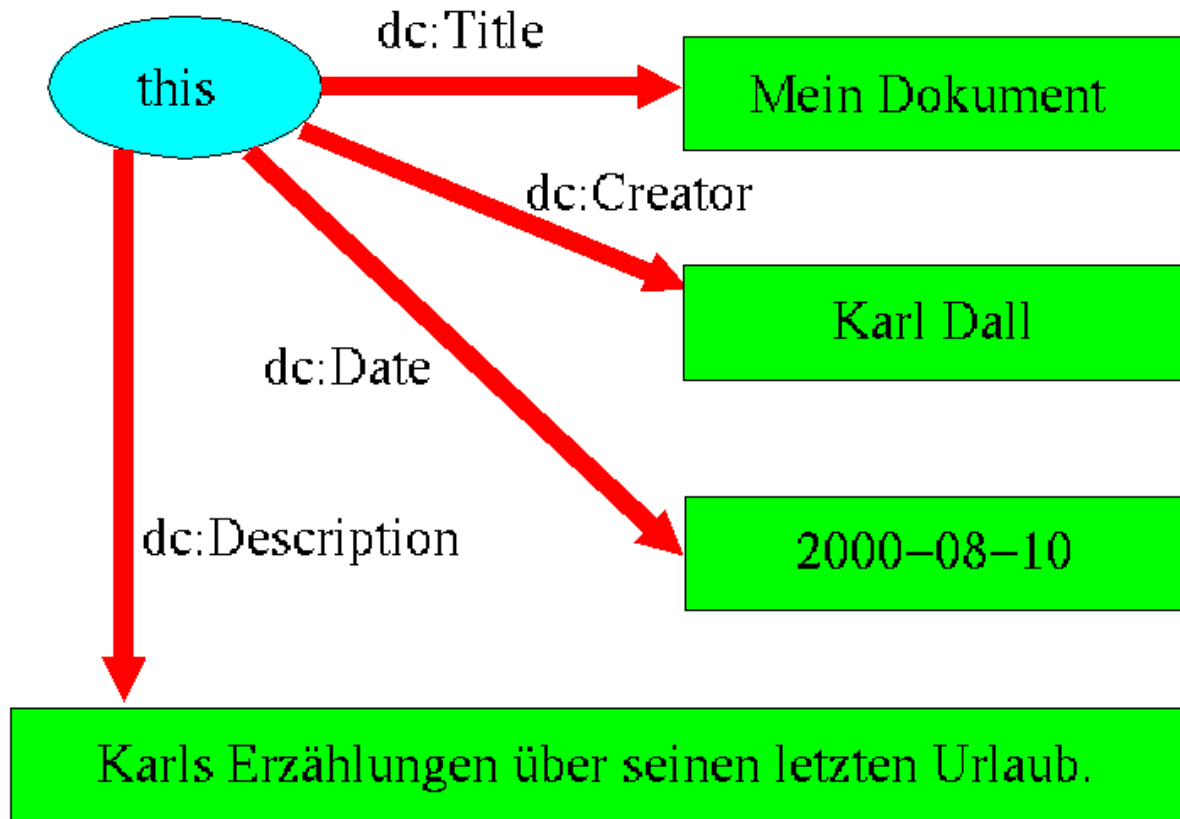 dc:Title
this
Mein Dokument
dc:Creator
Karl Dall
dc:Date
dc:Description
2000–08–10
Karls Erzählungen über seinen letzten Urlaub.